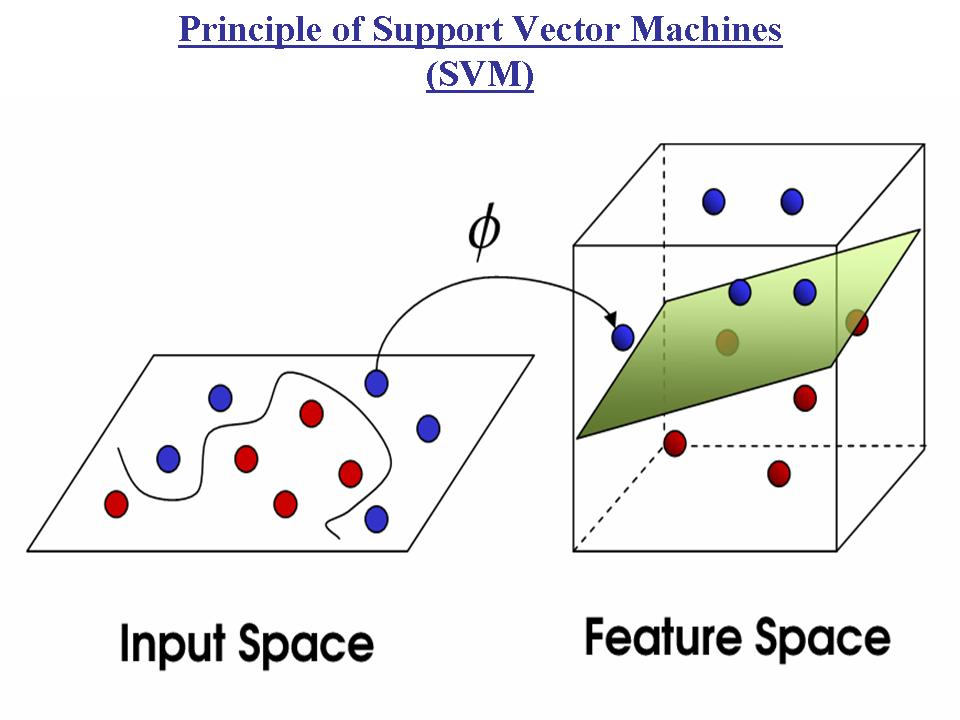 Principle of Support Vector Machines
(SVM)
ϕ
Input Space
Feature Space